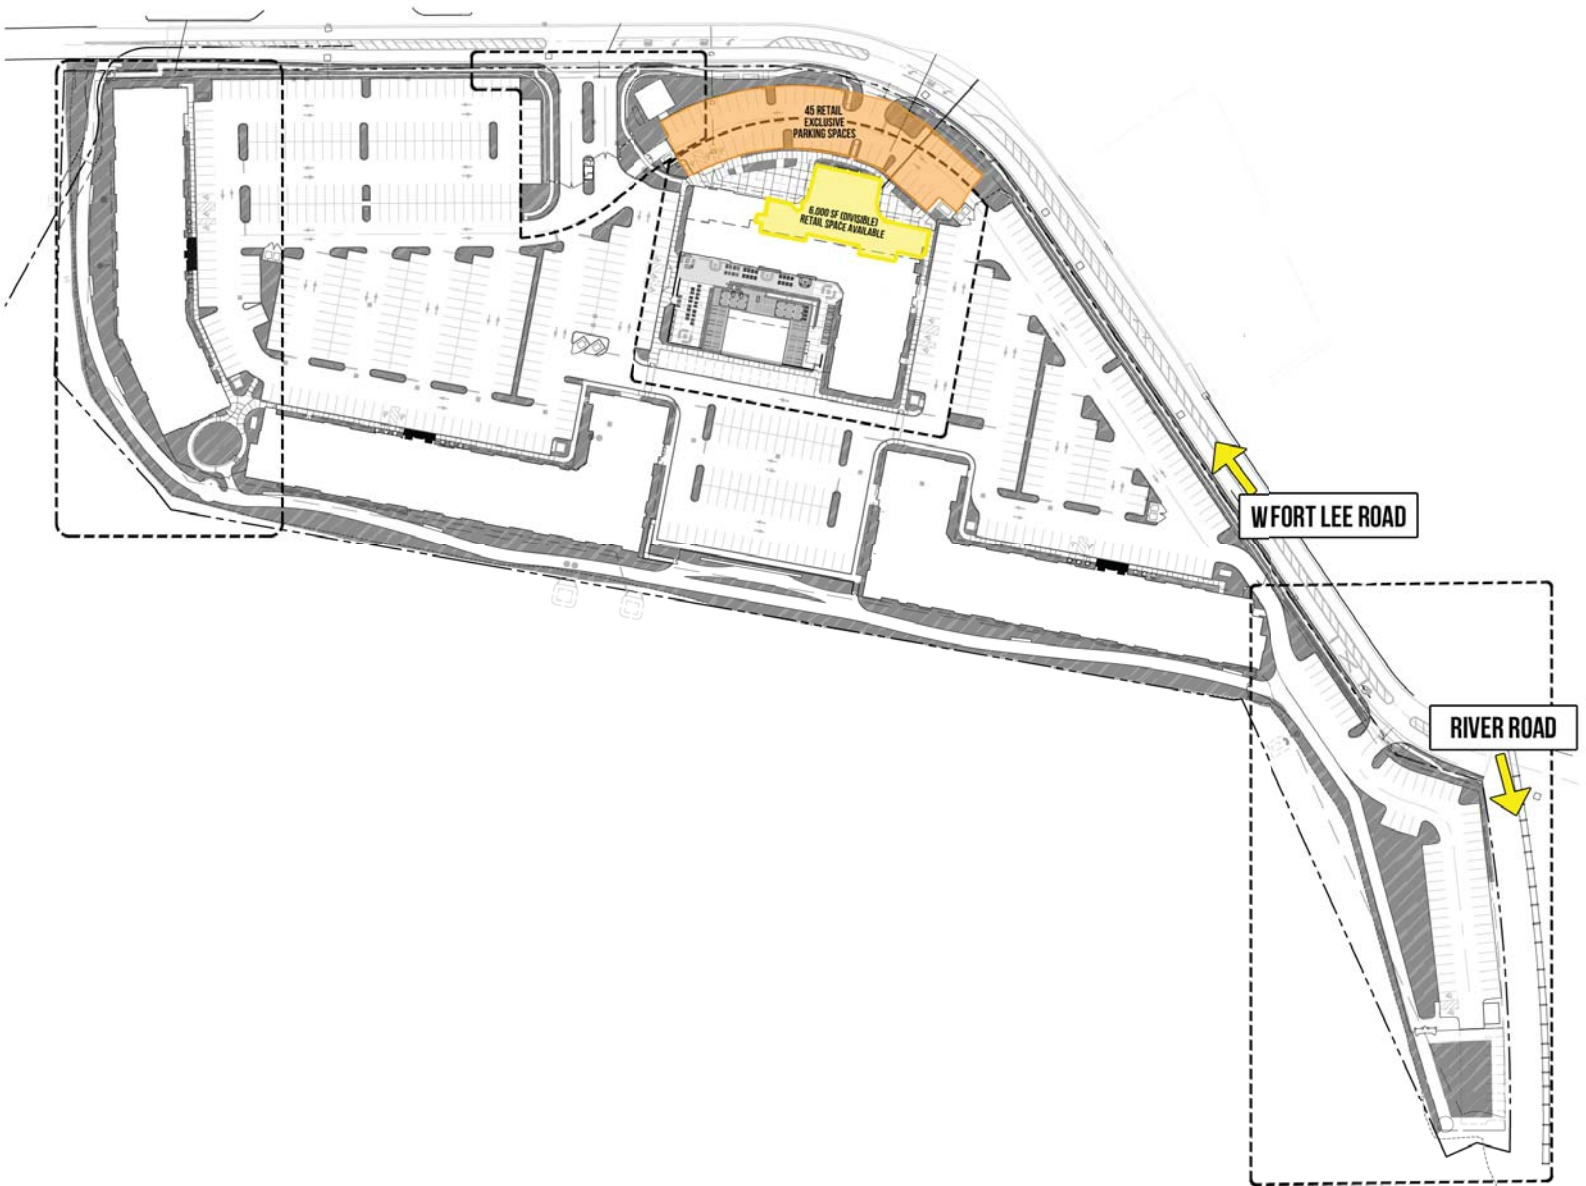 45 RETAIL
EXCLUSIVE
PARKING SPACES
6,000 SF (DIVISIBLE)
RETAIL SPACE AVAILABLE
W FORT LEE ROAD
RIVER ROAD